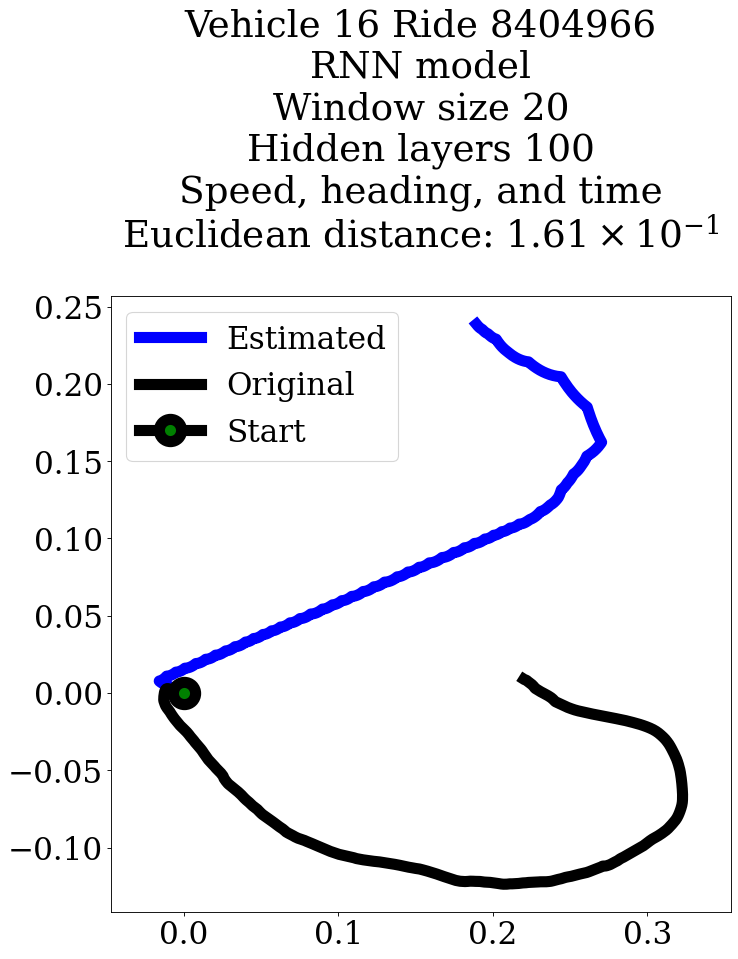 Vehicle 16 Ride 8404966
RNN model
Window size 20
Hidden layers 100
Speed, heading, and time
Euclidean distance: 1.61 × 10⁻¹
0.25
0.20
0.15
0.10
0.05
0.00
−0.05
−0.10
Estimated
Original
Start
0.0 0.1 0.2 0.3